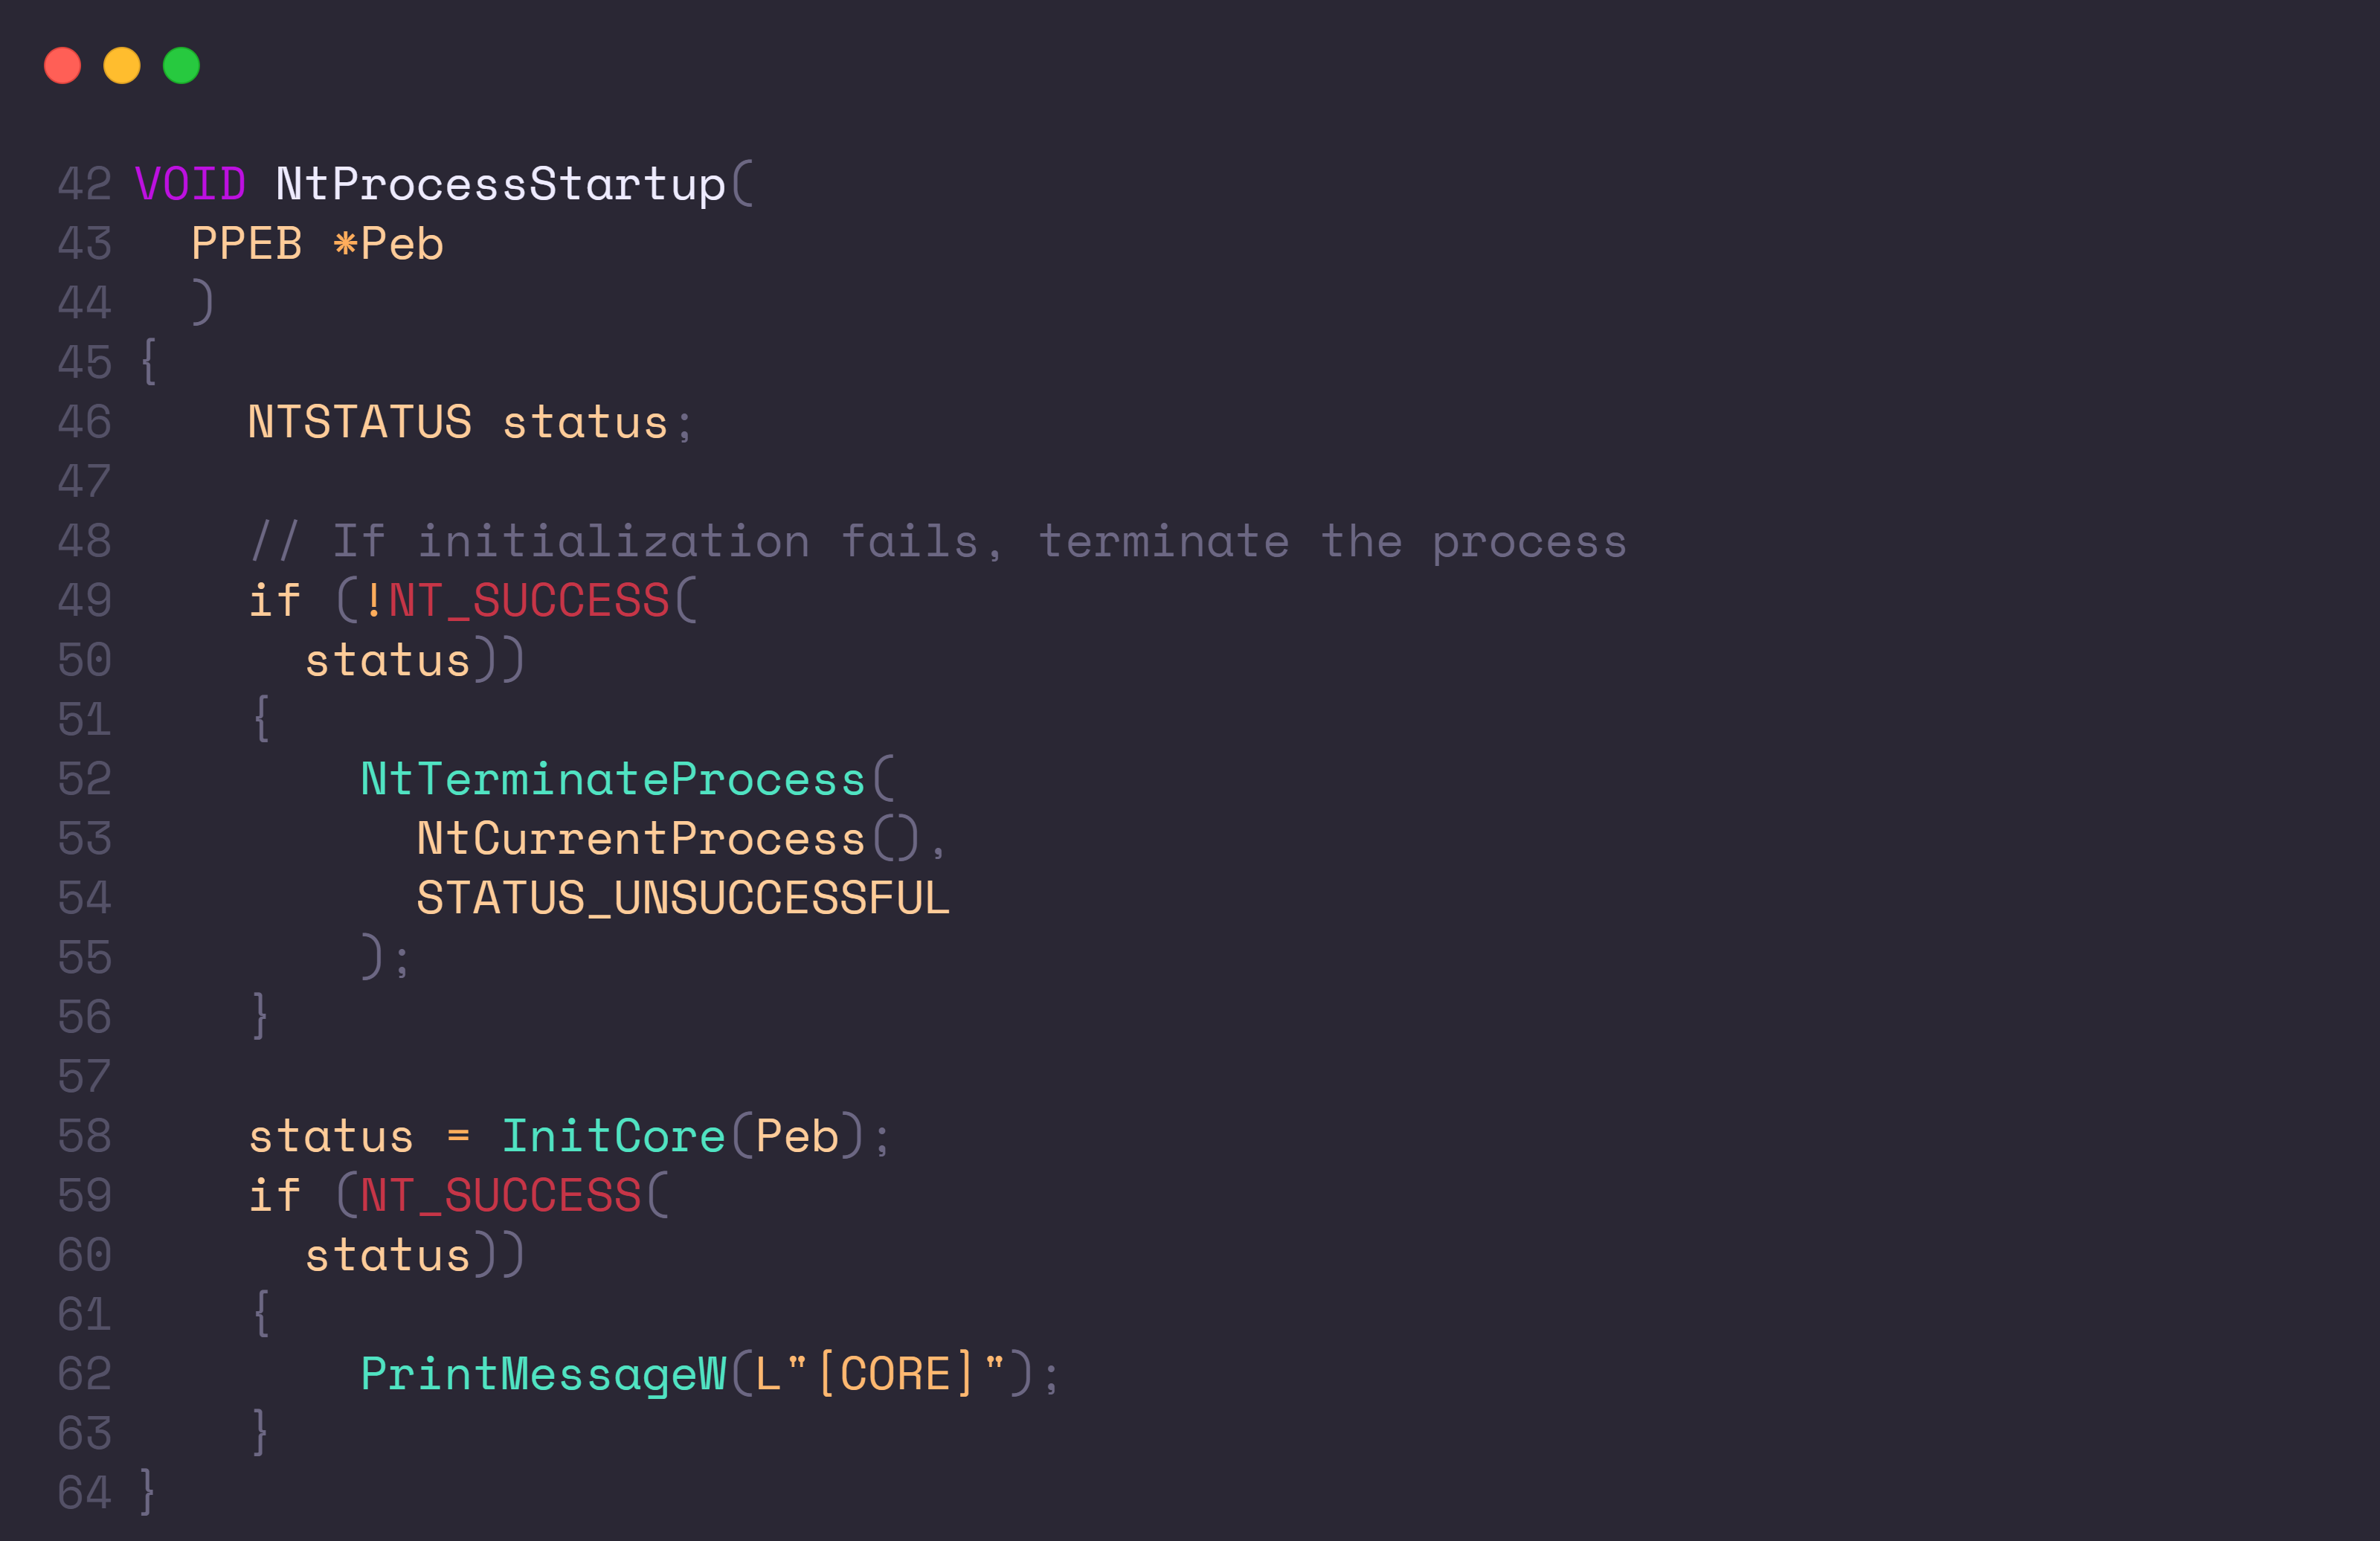 42 VOID NtProcessStartup(
43   PPEB *Peb
44   )
45 {
46     NTSTATUS status;
47
48     // If initialization fails, terminate the process
49     if (!NT_SUCCESS(
50       status))
51     {
52         NtTerminateProcess(
53           NtCurrentProcess(),
54           STATUS_UNSUCCESSFUL
55         );
56     }
57
58     status = InitCore(Peb);
59     if (NT_SUCCESS(
60       status))
61     {
62         PrintMessageW(L"[CORE]");
63     }
64 }